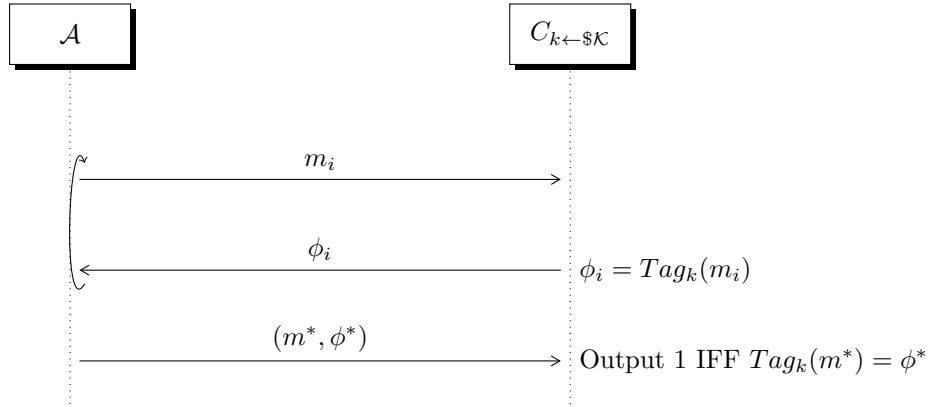 𝒜
C_{k←$𝒦}
m_i
ϕ_i
ϕ_i = Tag_k(m_i)
(m*, ϕ*)
Output 1 IFF Tag_k(m*) = ϕ*